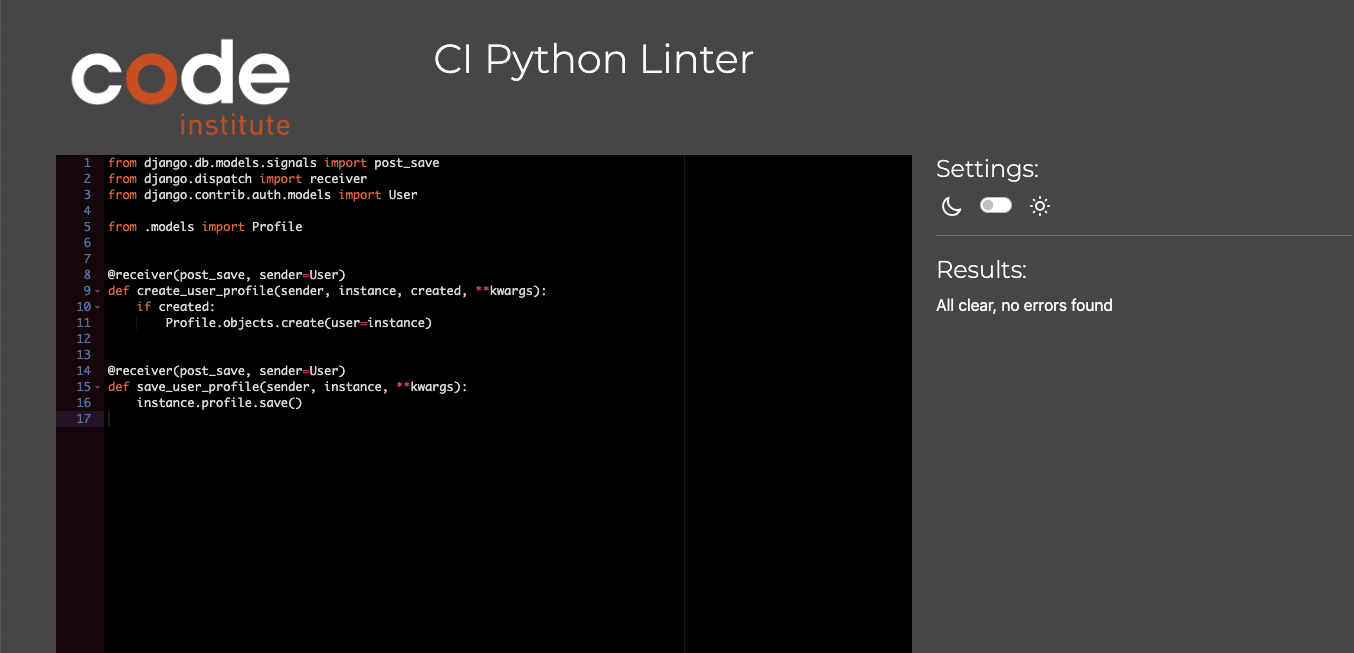 code
institute
CI Python Linter
1 from django.db.models.signals import post_save
2 from django.dispatch import receiver
3 from django.contrib.auth.models import User
4
5 from .models import Profile
6
7
8 @receiver(post_save, sender=User)
9 def create_user_profile(sender, instance, created, **kwargs):
10     if created:
11         Profile.objects.create(user=instance)
12
13
14 @receiver(post_save, sender=User)
15 def save_user_profile(sender, instance, **kwargs):
16     instance.profile.save()
17
Settings:
Results:
All clear, no errors found